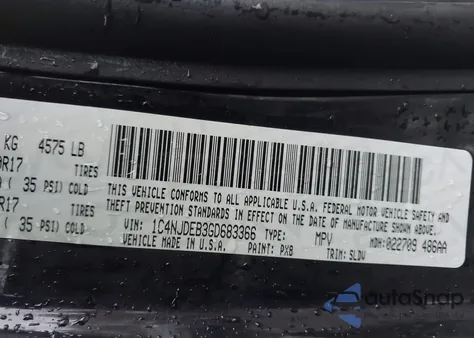 KG 4575 LB
R17 TIRES
( 35 PSI) COLD
R17 TIRES
( 35 PSI) COLD
THIS VEHICLE CONFORMS TO ALL APPLICABLE U.S.A. FEDERAL MOTOR VEHICLE SAFETY AND
THEFT PREVENTION STANDARDS IN EFFECT ON THE DATE OF MANUFACTURE SHOWN ABOVE.
VIN: 1C4NJDEB3GD683366 TYPE: MPV MDH: 022709 486AA
VEHICLE MADE IN U.S.A. PAINT: PX8 TRIM: SLDV
autoSnap